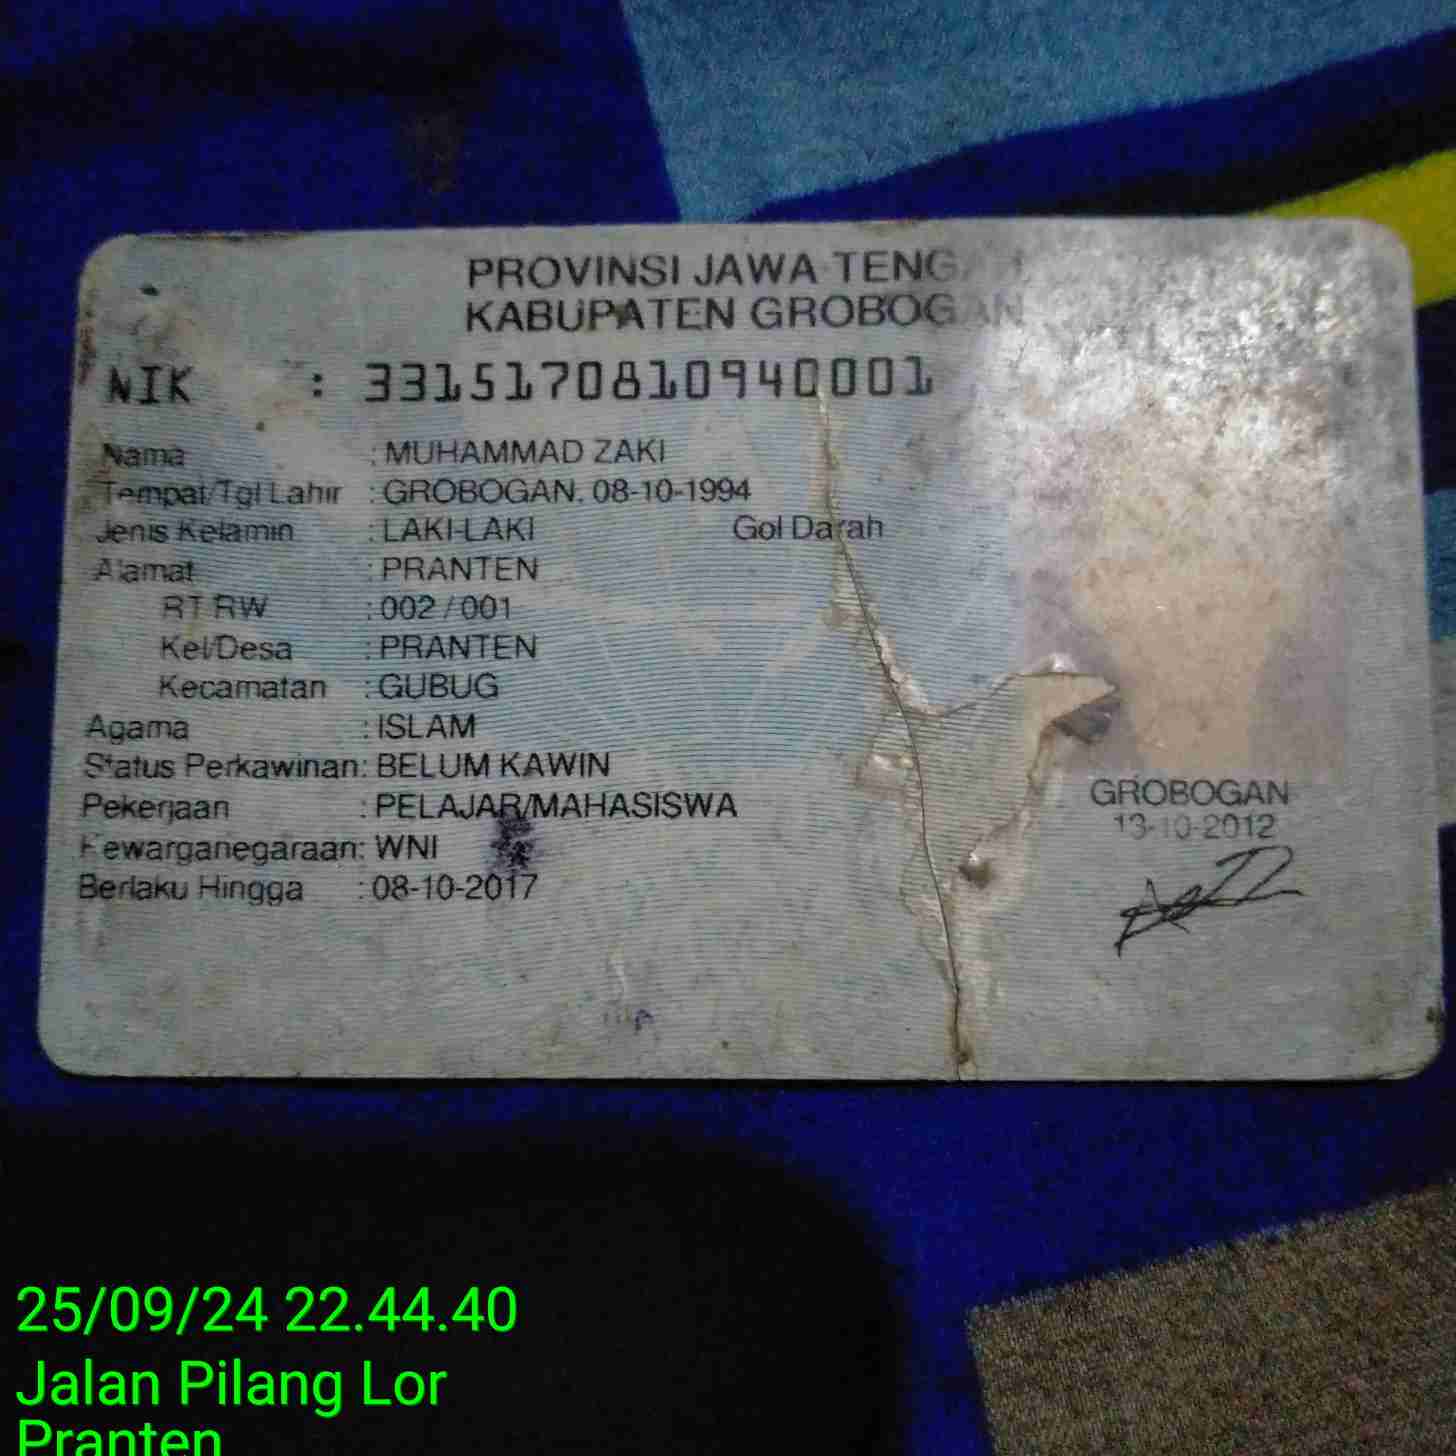 PROVINSI JAWA TENGAH
KABUPATEN GROBOGAN
NIK : 3315170810940001
Nama : MUHAMMAD ZAKI
Tempat/Tgl Lahir : GROBOGAN. 08-10-1994
Jenis Kelamin : LAKI-LAKI Gol Darah
Alamat : PRANTEN
RT RW : 002 / 001
Kel/Desa : PRANTEN
Kecamatan : GUBUG
Agama : ISLAM
Status Perkawinan: BELUM KAWIN
Pekerjaan : PELAJAR/MAHASISWA
Kewarganegaraan: WNI
Berlaku Hingga : 08-10-2017
GROBOGAN
13-10-2012
25/09/24 22.44.40
Jalan Pilang Lor
Pranten